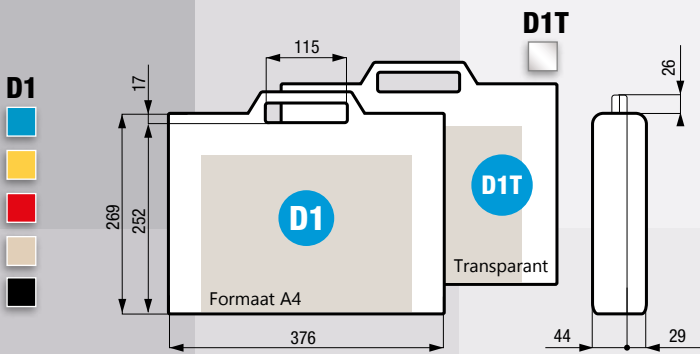 D1T
115
26
17
D1
D1T
D1
269
252
Transparant
Formaat A4
376
44
29